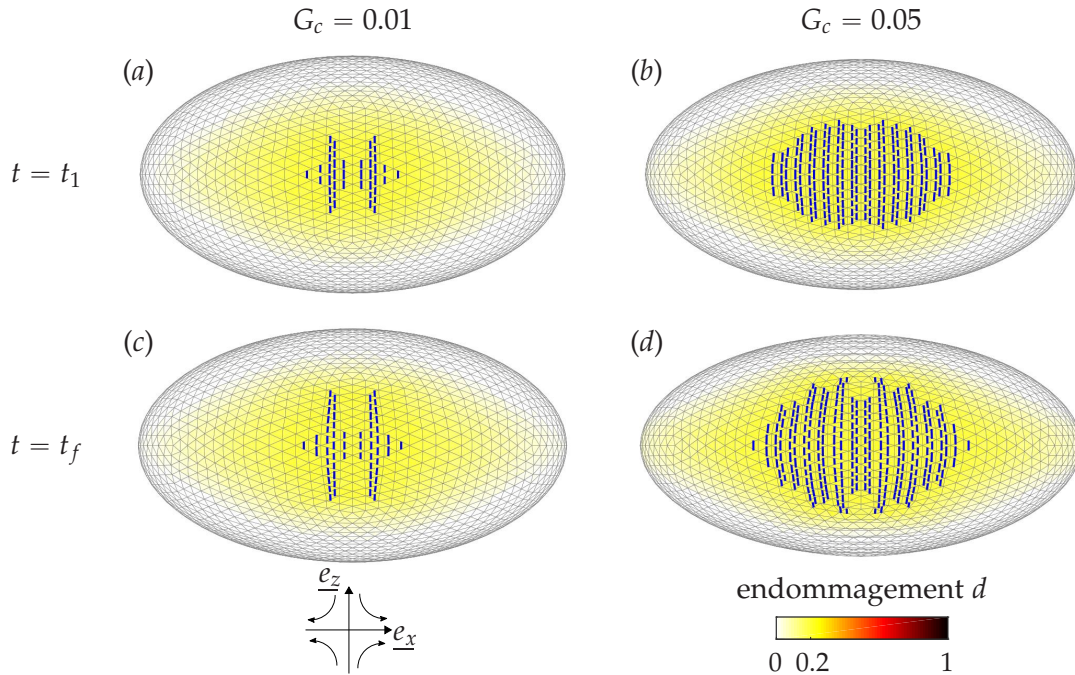 G_c = 0.01
G_c = 0.05
(a)
(b)
t = t_1
(c)
(d)
t = t_f
e_z
e_x
endommagement d
0 0.2 1